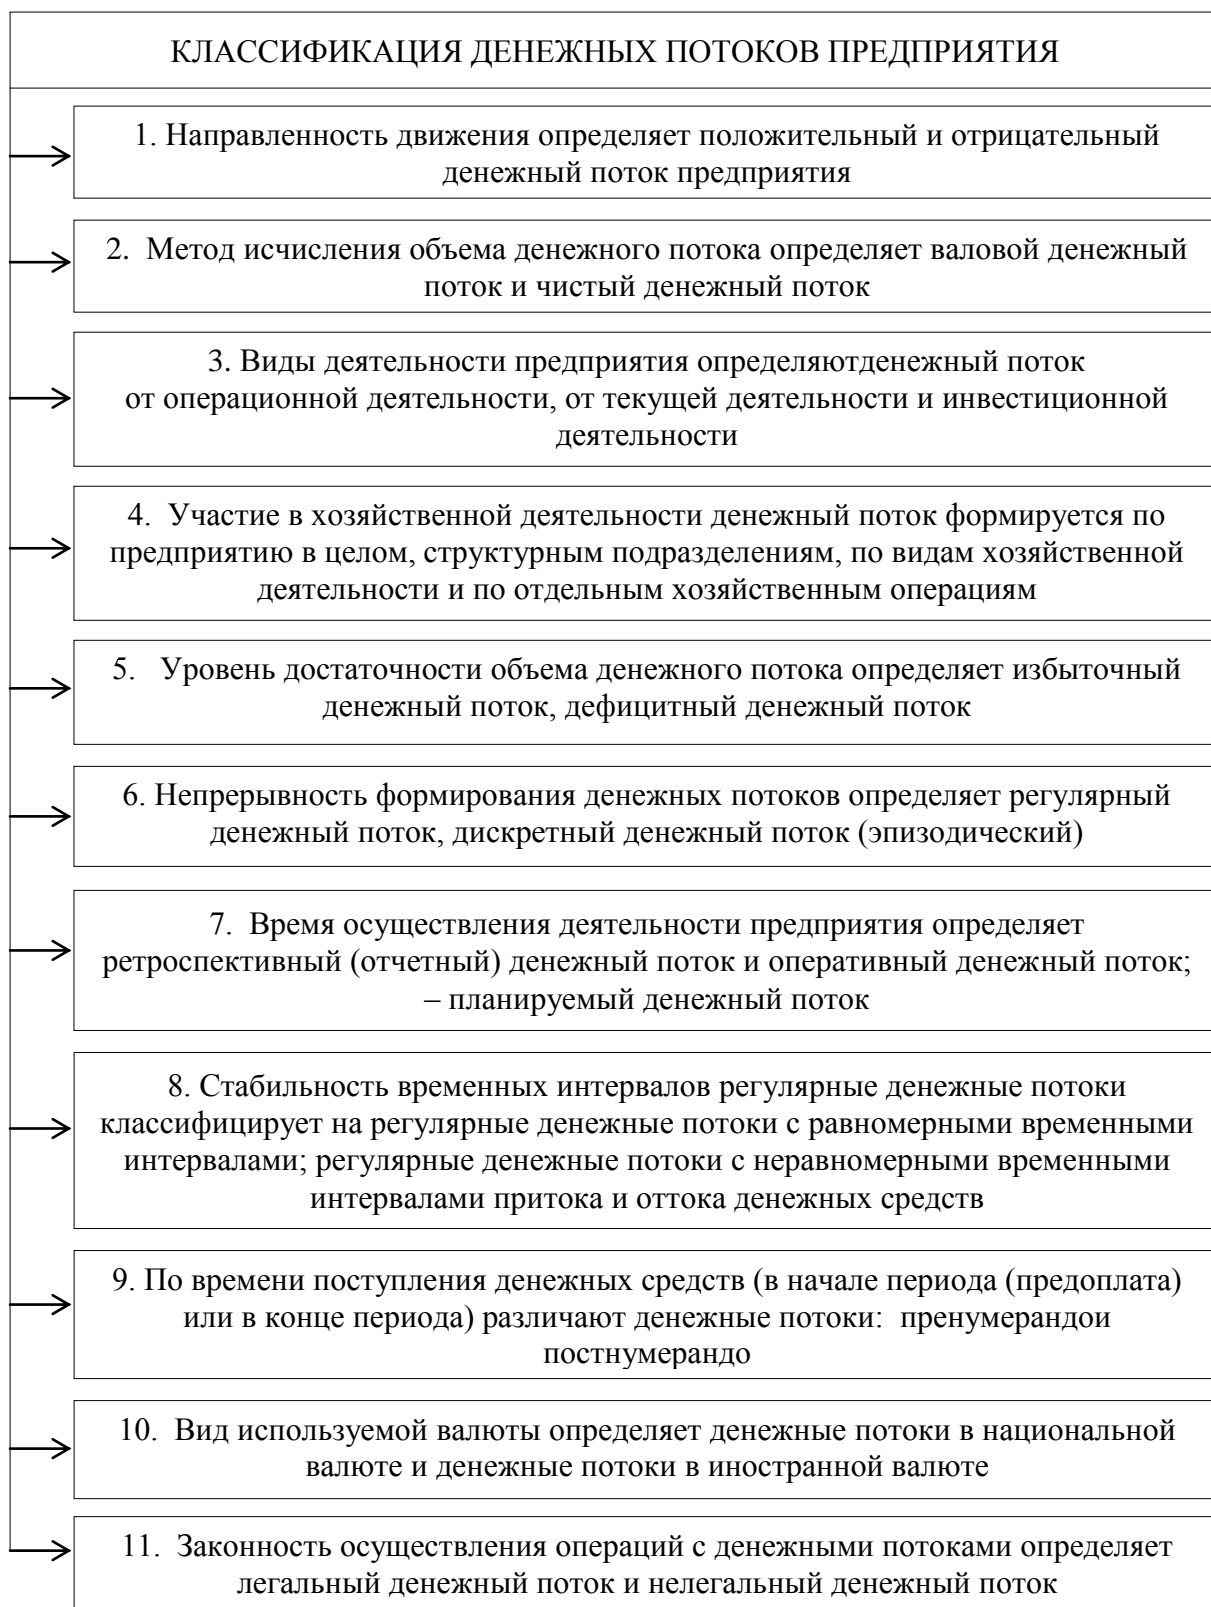 КЛАССИФИКАЦИЯ ДЕНЕЖНЫХ ПОТОКОВ ПРЕДПРИЯТИЯ
1. Направленность движения определяет положительный и отрицательный
денежный поток предприятия
2. Метод исчисления объема денежного потока определяет валовой денежный
поток и чистый денежный поток
3. Виды деятельности предприятия определяютденежный поток
от операционной деятельности, от текущей деятельности и инвестиционной
деятельности
4. Участие в хозяйственной деятельности денежный поток формируется по
предприятию в целом, структурным подразделениям, по видам хозяйственной
деятельности и по отдельным хозяйственным операциям
5. Уровень достаточности объема денежного потока определяет избыточный
денежный поток, дефицитный денежный поток
6. Непрерывность формирования денежных потоков определяет регулярный
денежный поток, дискретный денежный поток (эпизодический)
7. Время осуществления деятельности предприятия определяет
ретроспективный (отчетный) денежный поток и оперативный денежный поток;
– планируемый денежный поток
8. Стабильность временных интервалов регулярные денежные потоки
классифицирует на регулярные денежные потоки с равномерными временными
интервалами; регулярные денежные потоки с неравномерными временными
интервалами притока и оттока денежных средств
9. По времени поступления денежных средств (в начале периода (предоплата)
или в конце периода) различают денежные потоки: пренумерандои
постнумерандо
10. Вид используемой валюты определяет денежные потоки в национальной
валюте и денежные потоки в иностранной валюте
11. Законность осуществления операций с денежными потоками определяет
легальный денежный поток и нелегальный денежный поток